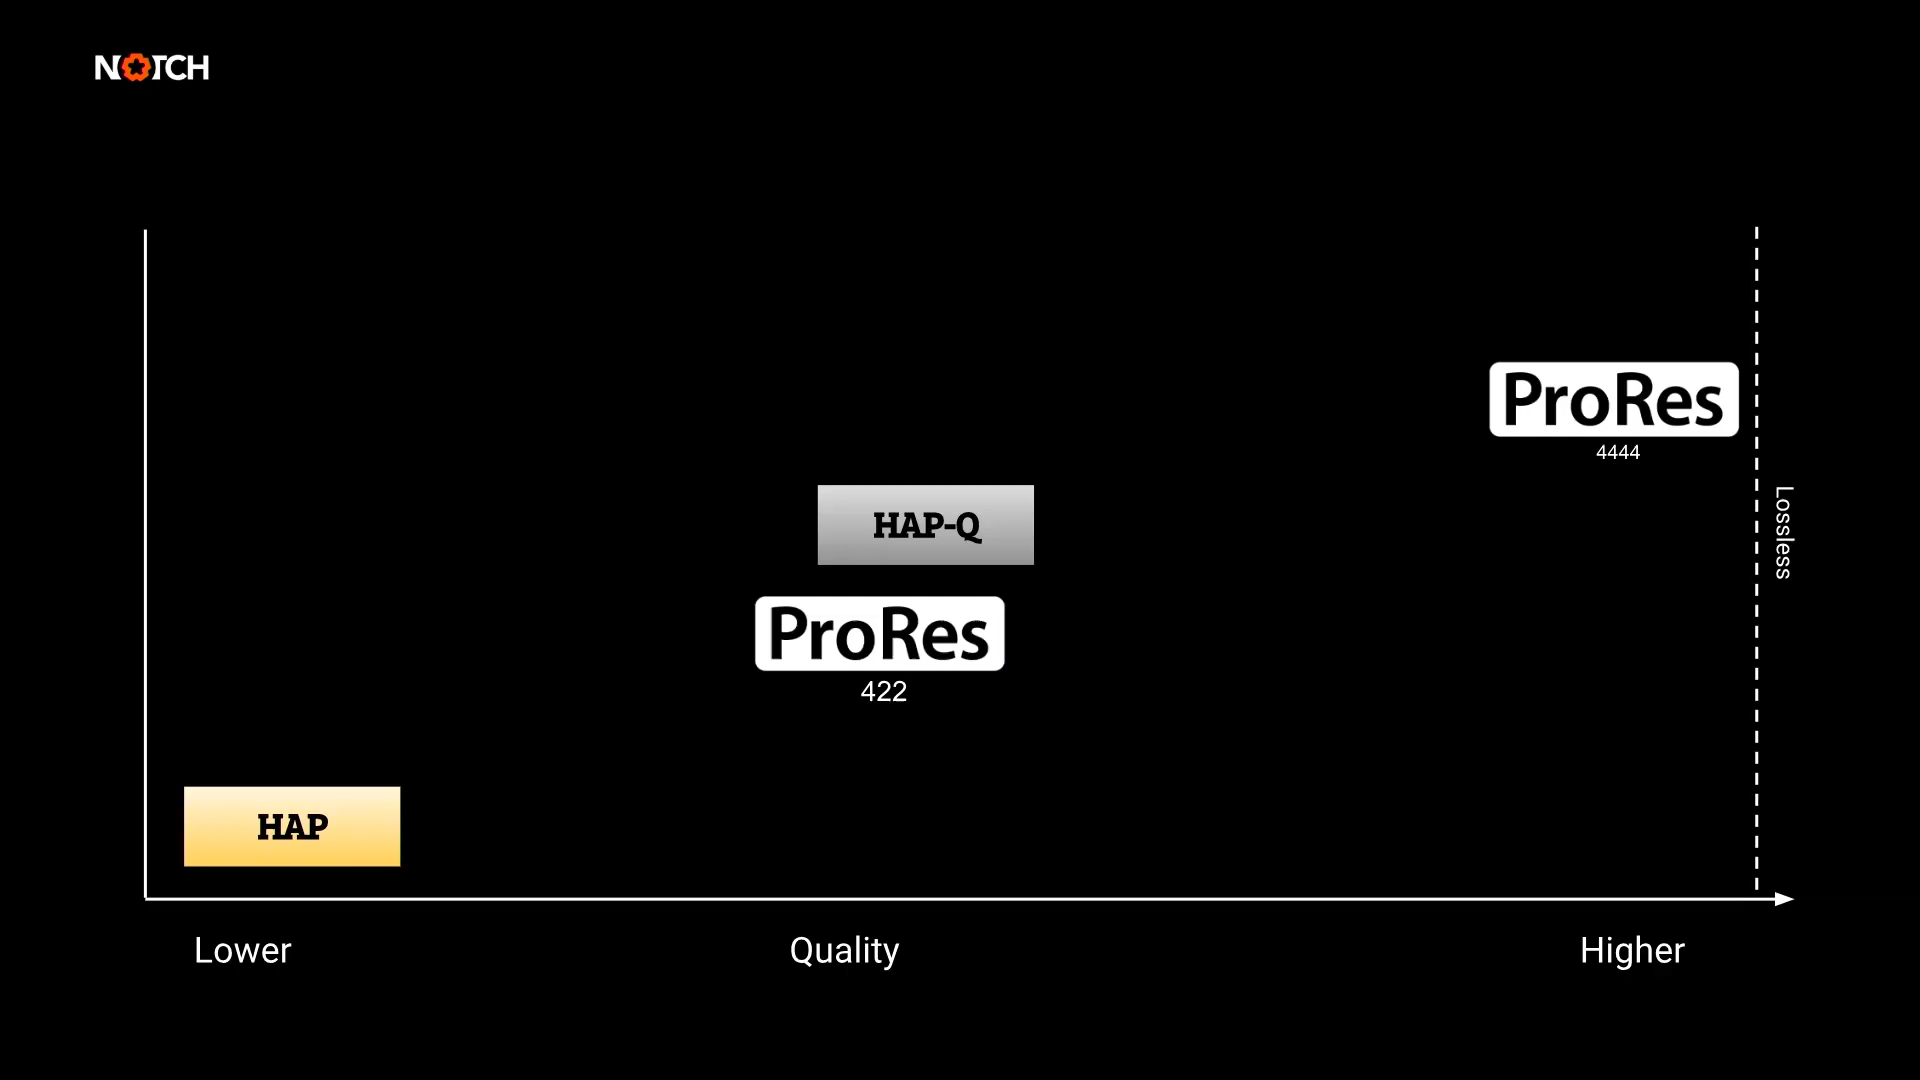 NOTCH
ProRes
4444
HAP-Q
Lossless
ProRes
422
HAP
Lower
Quality
Higher